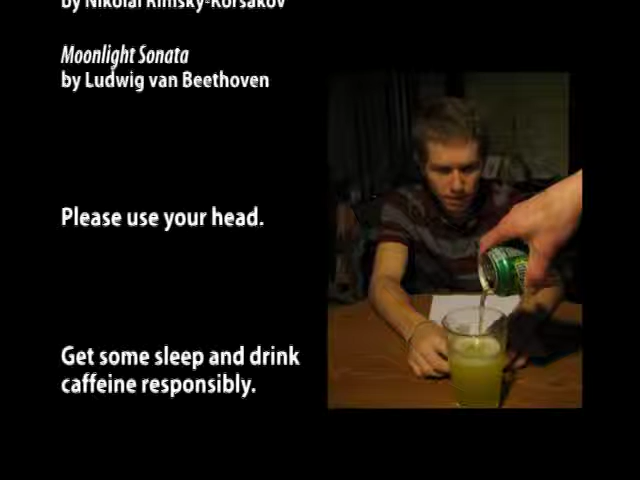 by Nikolai Rimsky-Korsakov
Moonlight Sonata
by Ludwig van Beethoven
Please use your head.
Get some sleep and drink
caffeine responsibly.